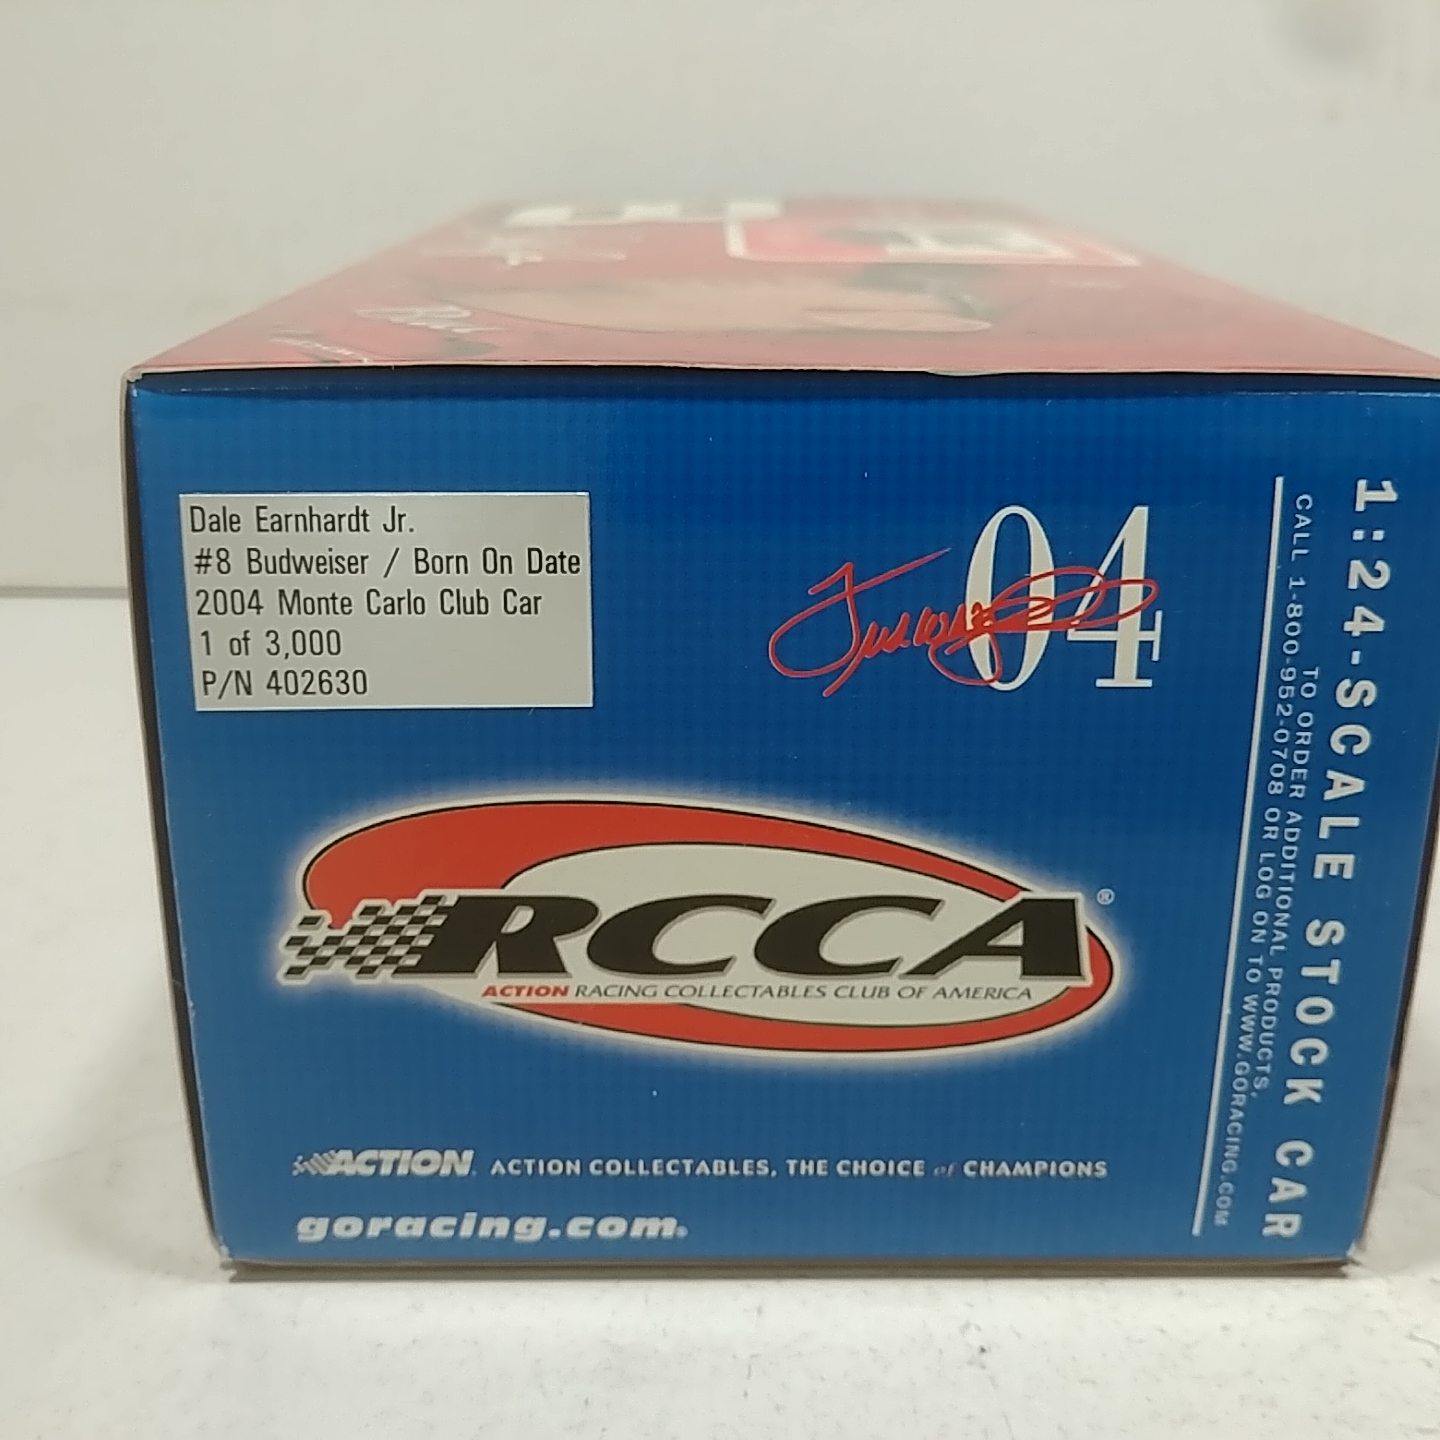 Dale Earnhardt Jr.
#8 Budweiser / Born On Date
2004 Monte Carlo Club Car
1 of 3,000
P/N 402630
04
RCCA®
ACTION RACING COLLECTABLES CLUB OF AMERICA
ACTION. ACTION COLLECTABLES, THE CHOICE of CHAMPIONS
goracing.com
1:24-SCALE STOCK CAR
TO ORDER ADDITIONAL PRODUCTS,
CALL 1-800-952-0708 OR LOG ON TO WWW.GORACING.COM